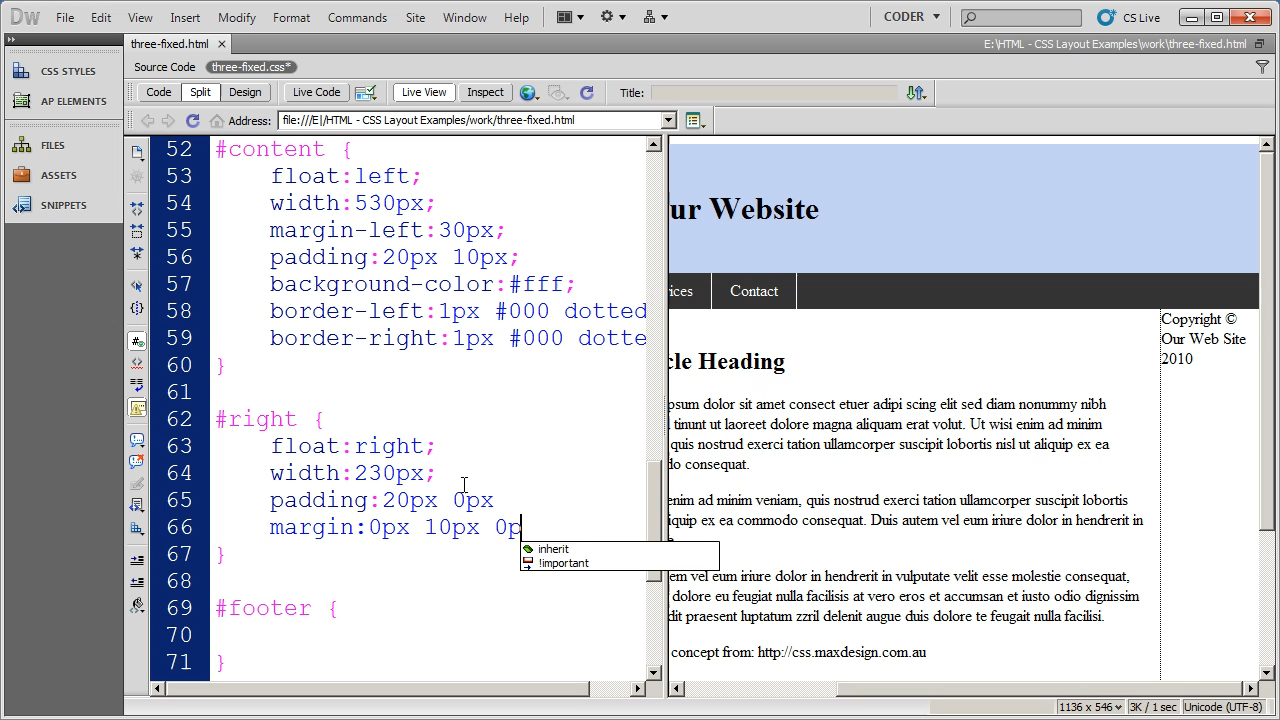 Dw File Edit View Insert Modify Format Commands Site Window Help CODER CS Live
three-fixed.html E:\HTML - CSS Layout Examples\work\three-fixed.html
Source Code three-fixed.css*
Code Split Design Live Code Live View Inspect Title:
Address: file:///E|/HTML - CSS Layout Examples/work/three-fixed.html
CSS STYLES
AP ELEMENTS
FILES
ASSETS
SNIPPETS
52 #content {
53 float:left;
54 width:530px;
55 margin-left:30px;
56 padding:20px 10px;
57 background-color:#fff;
58 border-left:1px #000 dotted
59 border-right:1px #000 dotte
60 }
61
62 #right {
63 float:right;
64 width:230px;
65 padding:20px 0px
66 margin:0px 10px 0p
67 }
68
69 #footer {
70
71 }
inherit
!important
ur Website
ices Contact
Copyright ©
Our Web Site
2010
cle Heading
psum dolor sit amet consect etuer adipi scing elit sed diam nonummy nibh
tinunt ut laoreet dolore magna aliquam erat volut. Ut wisi enim ad minim
quis nostrud exerci tation ullamcorper suscipit lobortis nisl ut aliquip ex ea
do consequat.
enim ad minim veniam, quis nostrud exerci tation ullamcorper suscipit lobortis
iquip ex ea commodo consequat. Duis autem vel eum iriure dolor in hendrerit in
e.
em vel eum iriure dolor in hendrerit in vulputate velit esse molestie consequat,
dolore eu feugiat nulla facilisis at vero eros et accumsan et iusto odio dignissim
dit praesent luptatum zzril delenit augue duis dolore te feugait nulla facilisi.
concept from: http://css.maxdesign.com.au
1136 x 546 3K / 1 sec Unicode (UTF-8)